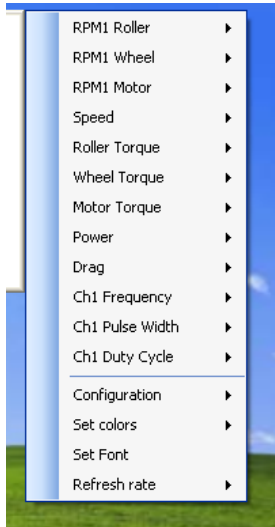 RPM1 Roller
RPM1 Wheel
RPM1 Motor
Speed
Roller Torque
Wheel Torque
Motor Torque
Power
Drag
Ch1 Frequency
Ch1 Pulse Width
Ch1 Duty Cycle
Configuration
Set colors
Set Font
Refresh rate